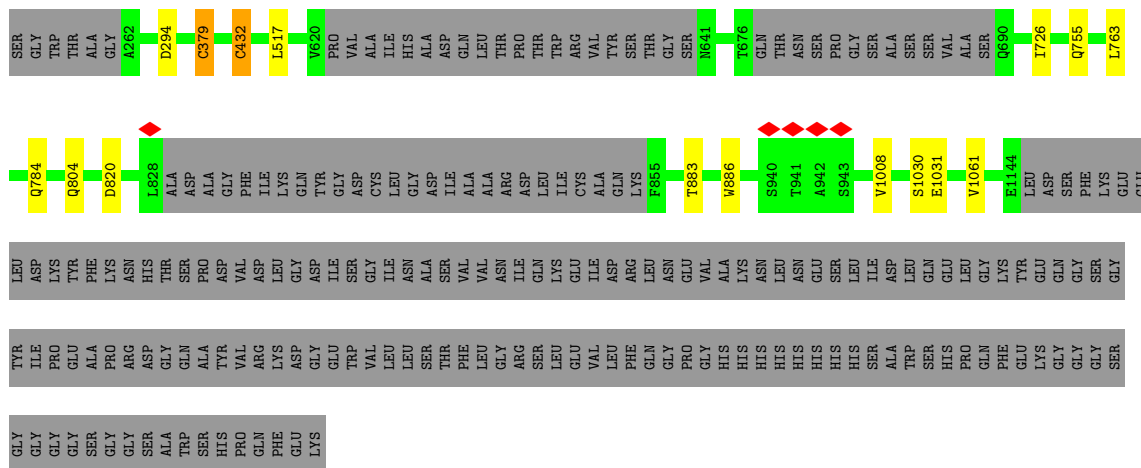 SER GLY TRP THR ALA GLY A262 D294 C379 C432 L517 V620 PRO VAL ALA ILE HIS ALA ASP GLN LEU THR PRO THR TRP ARG VAL TYR SER THR GLY SER N641 T676 GLN THR ASN SER PRO GLY SER ALA SER SER VAL ALA SER Q690 I726 Q755 L763
Q784 Q804 D820 L828 ALA ASP ALA GLY PHE ILE LYS GLN TYR GLY ASP CYS LEU GLY ASP ILE ALA ALA ARG ASP LEU ILE CYS ALA GLN LYS F855 T883 W886 S940 T941 A942 S943 V1008 S1030 E1031 V1061 E1144 LEU ASP SER PHE LYS GLU GLU
LEU ASP LYS TYR PHE LYS ASN HIS THR SER PRO ASP VAL ASP LEU GLY ASP ILE SER GLY ILE ASN ALA SER VAL VAL ASN ILE GLN LYS GLU ILE ASP ARG LEU ASN GLU VAL ALA LYS ASN LEU ASN GLU SER LEU ILE ASP LEU GLN GLU LEU GLY LYS TYR GLU GLN GLY SER GLY
TYR ILE PRO GLU ALA PRO ARG ASP GLY GLN ALA TYR VAL ARG LYS ASP GLY GLU TRP VAL LEU LEU SER THR PHE LEU GLY ARG SER LEU GLU VAL LEU PHE GLN GLY PRO GLY HIS HIS HIS HIS HIS HIS HIS HIS SER ALA TRP SER HIS PRO GLN PHE GLU LYS GLY GLY GLY SER
GLY GLY GLY GLY SER GLY GLY SER ALA TRP SER HIS PRO GLN PHE GLU LYS